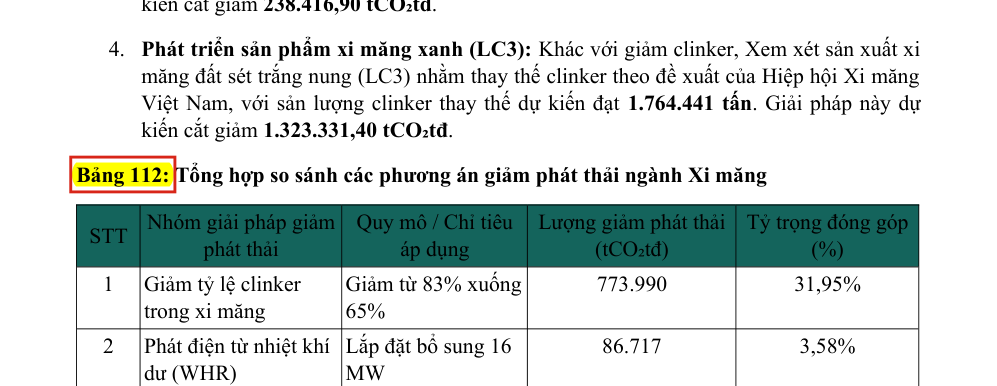 kiến cắt giảm 238.416,90 tCO₂tđ.
4. Phát triển sản phẩm xi măng xanh (LC3): Khác với giảm clinker, Xem xét sản xuất xi
măng đất sét trắng nung (LC3) nhằm thay thế clinker theo đề xuất của Hiệp hội Xi măng
Việt Nam, với sản lượng clinker thay thế dự kiến đạt 1.764.441 tấn. Giải pháp này dự
kiến cắt giảm 1.323.331,40 tCO₂tđ.
Bảng 112: Tổng hợp so sánh các phương án giảm phát thải ngành Xi măng
STT Nhóm giải pháp giảm phát thải Quy mô / Chỉ tiêu áp dụng Lượng giảm phát thải (tCO₂tđ) Tỷ trọng đóng góp (%)
1 Giảm tỷ lệ clinker trong xi măng Giảm từ 83% xuống 65% 773.990 31,95%
2 Phát điện từ nhiệt khí dư (WHR) Lắp đặt bổ sung 16 MW 86.717 3,58%